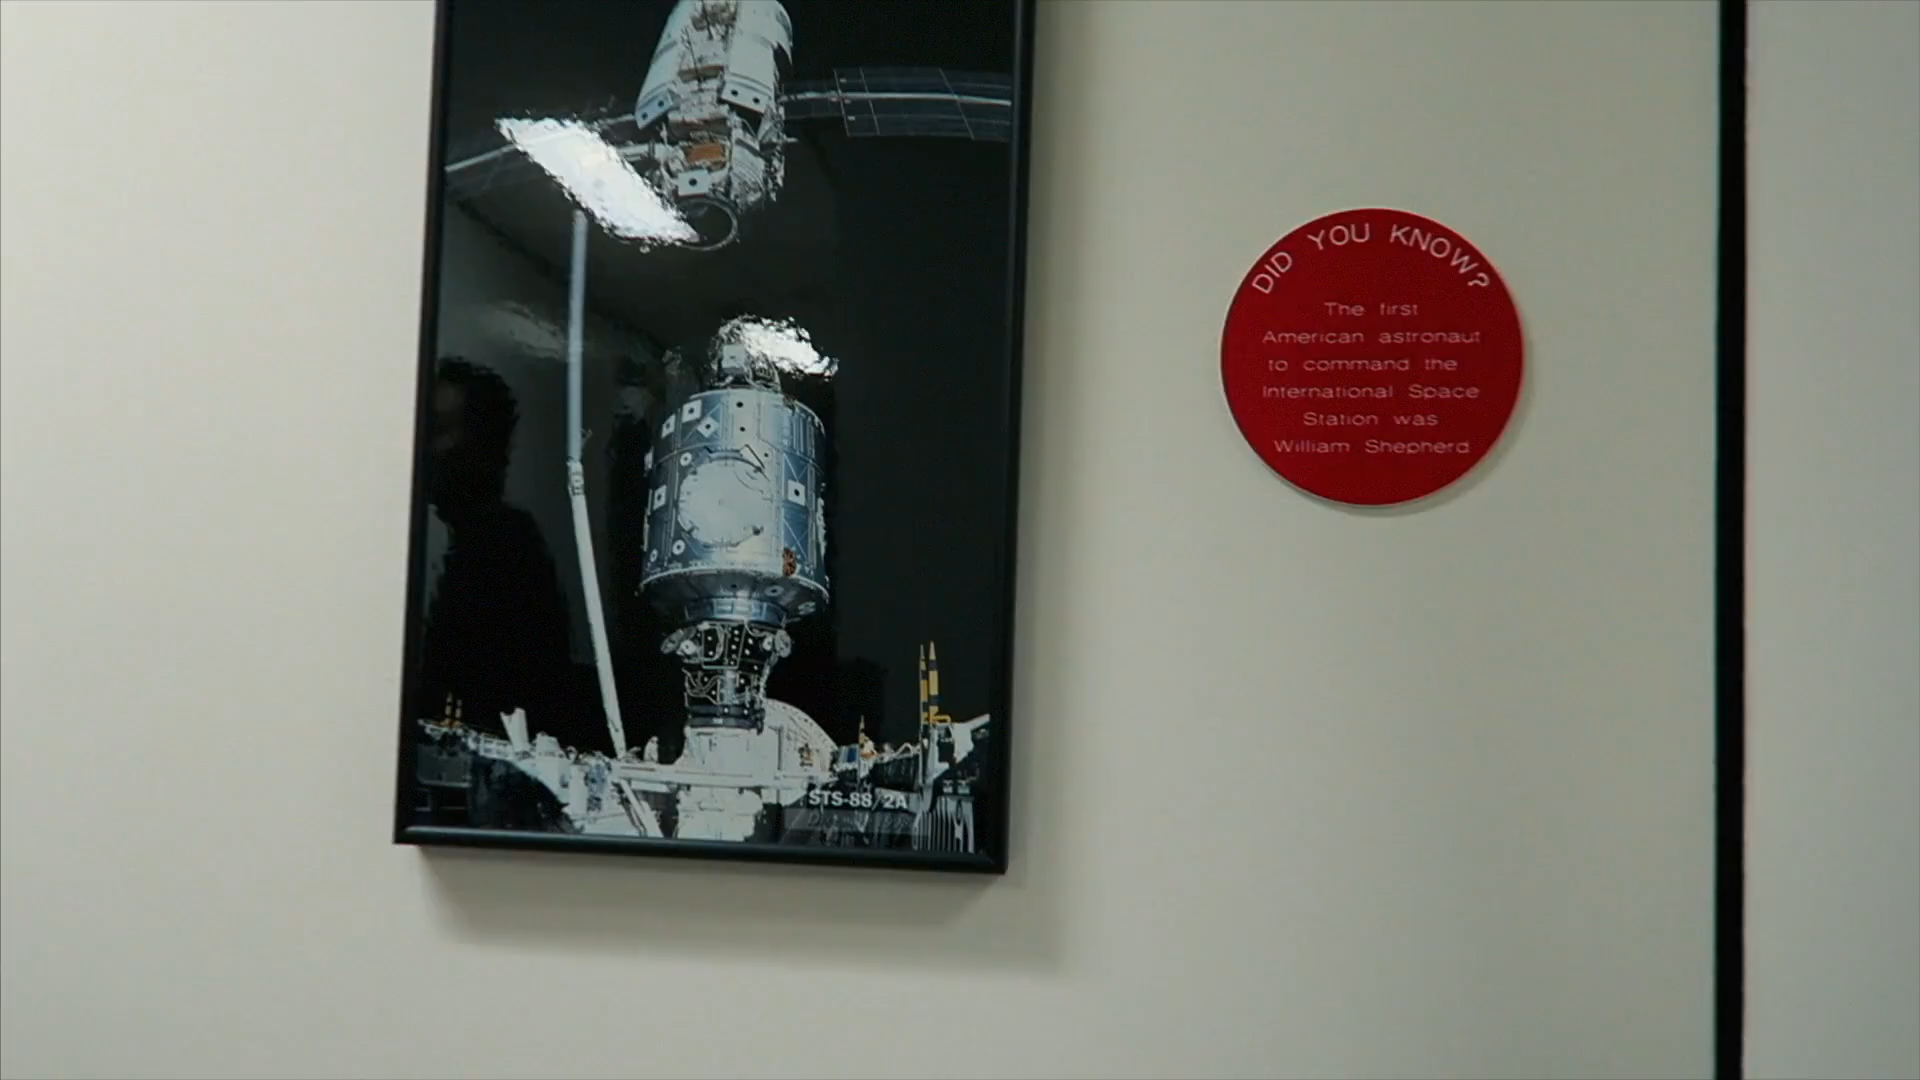 STS-88/2A
DID YOU KNOW?
The first
American astronaut
to command the
International Space
Station was
William Shepherd